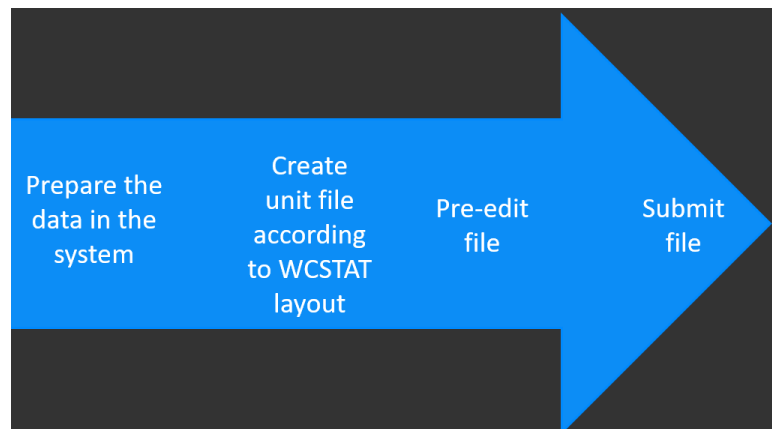 Prepare the
data in the
system
Create
unit file
according
to WCSTAT
layout
Pre-edit
file
Submit
file